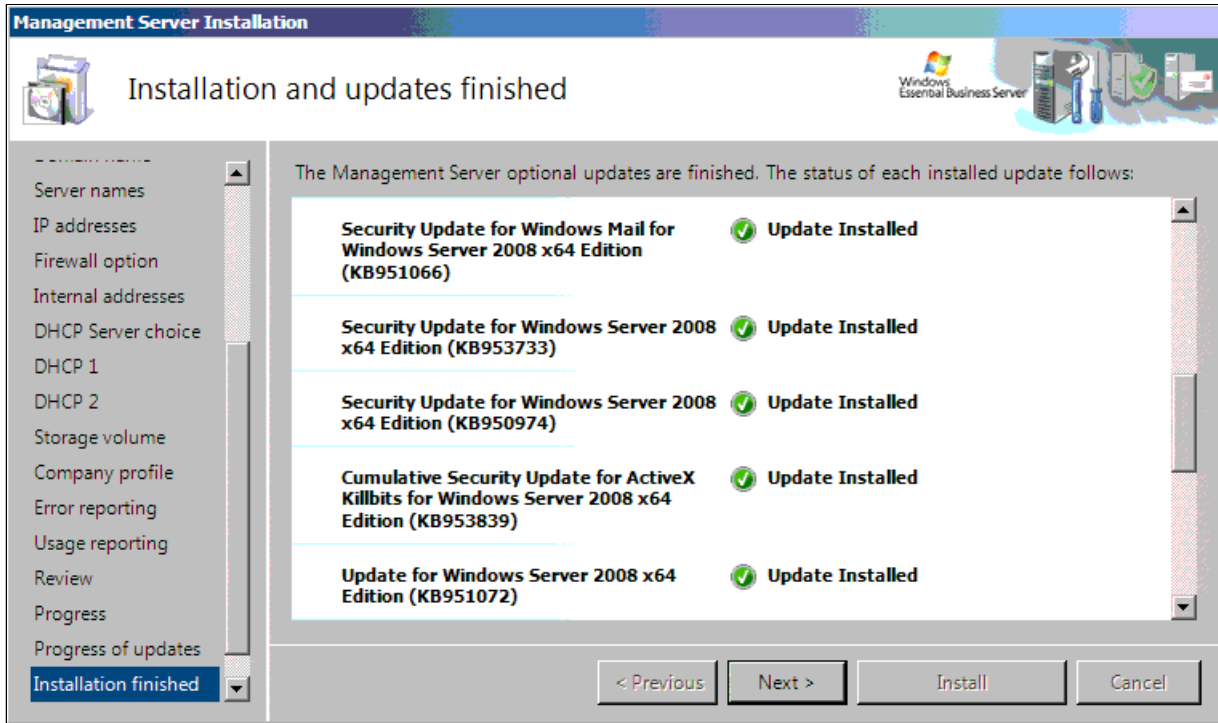 Management Server Installation
Installation and updates finished
Windows
Essential Business Server
Server names
IP addresses
Firewall option
Internal addresses
DHCP Server choice
DHCP 1
DHCP 2
Storage volume
Company profile
Error reporting
Usage reporting
Review
Progress
Progress of updates
Installation finished
The Management Server optional updates are finished. The status of each installed update follows:
Security Update for Windows Mail for
Windows Server 2008 x64 Edition
(KB951066)
Update Installed
Security Update for Windows Server 2008
x64 Edition (KB953733)
Update Installed
Security Update for Windows Server 2008
x64 Edition (KB950974)
Update Installed
Cumulative Security Update for ActiveX
Killbits for Windows Server 2008 x64
Edition (KB953839)
Update Installed
Update for Windows Server 2008 x64
Edition (KB951072)
Update Installed
< Previous
Next >
Install
Cancel